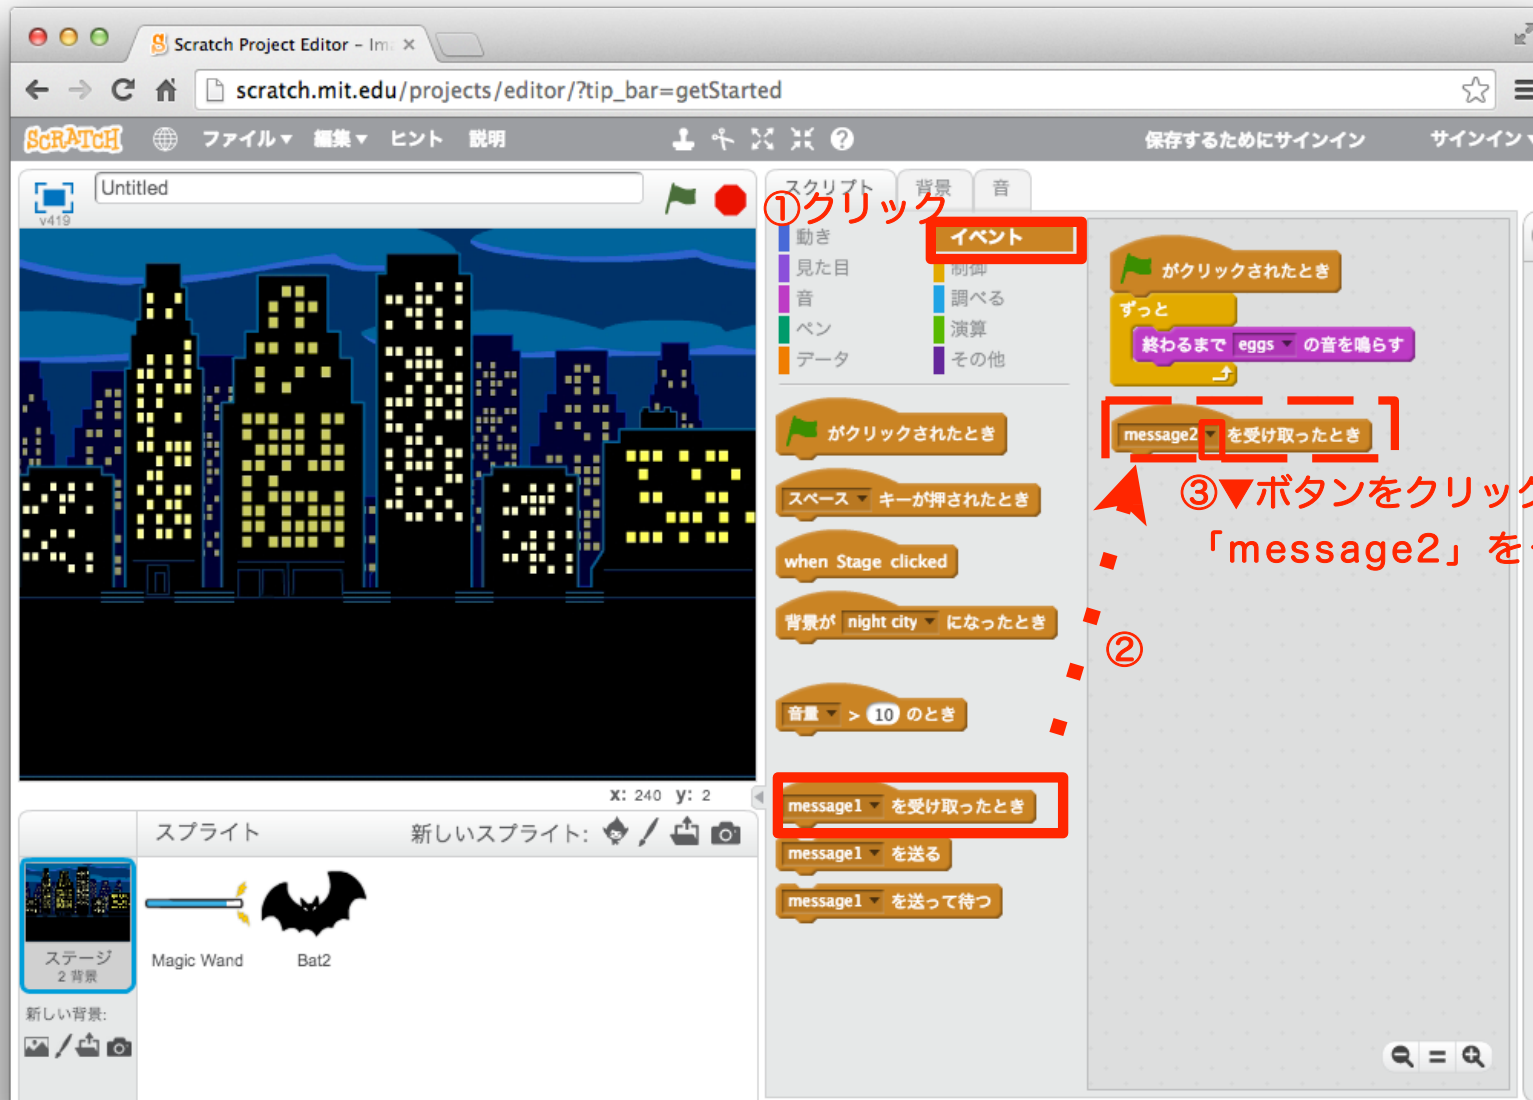 Scratch Project Editor – Im
scratch.mit.edu/projects/editor/?tip_bar=getStarted
SCRATCH
ファイル▼ 編集▼ ヒント 説明
保存するためにサインイン サインイン
v419
Untitled
スクリプト 背景 音
①クリック
動き イベント
見た目 制御
音 調べる
ペン 演算
データ その他
がクリックされたとき
スペース キーが押されたとき
when Stage clicked
背景が night city になったとき
音量 > 10 のとき
message1 を受け取ったとき
message1 を送る
message1 を送って待つ
がクリックされたとき
ずっと
終わるまで eggs の音を鳴らす
message2 を受け取ったとき
③▼ボタンをクリック
「message2」を
②
x: 240 y: 2
スプライト 新しいスプライト:
ステージ
2 背景
新しい背景:
Magic Wand
Bat2